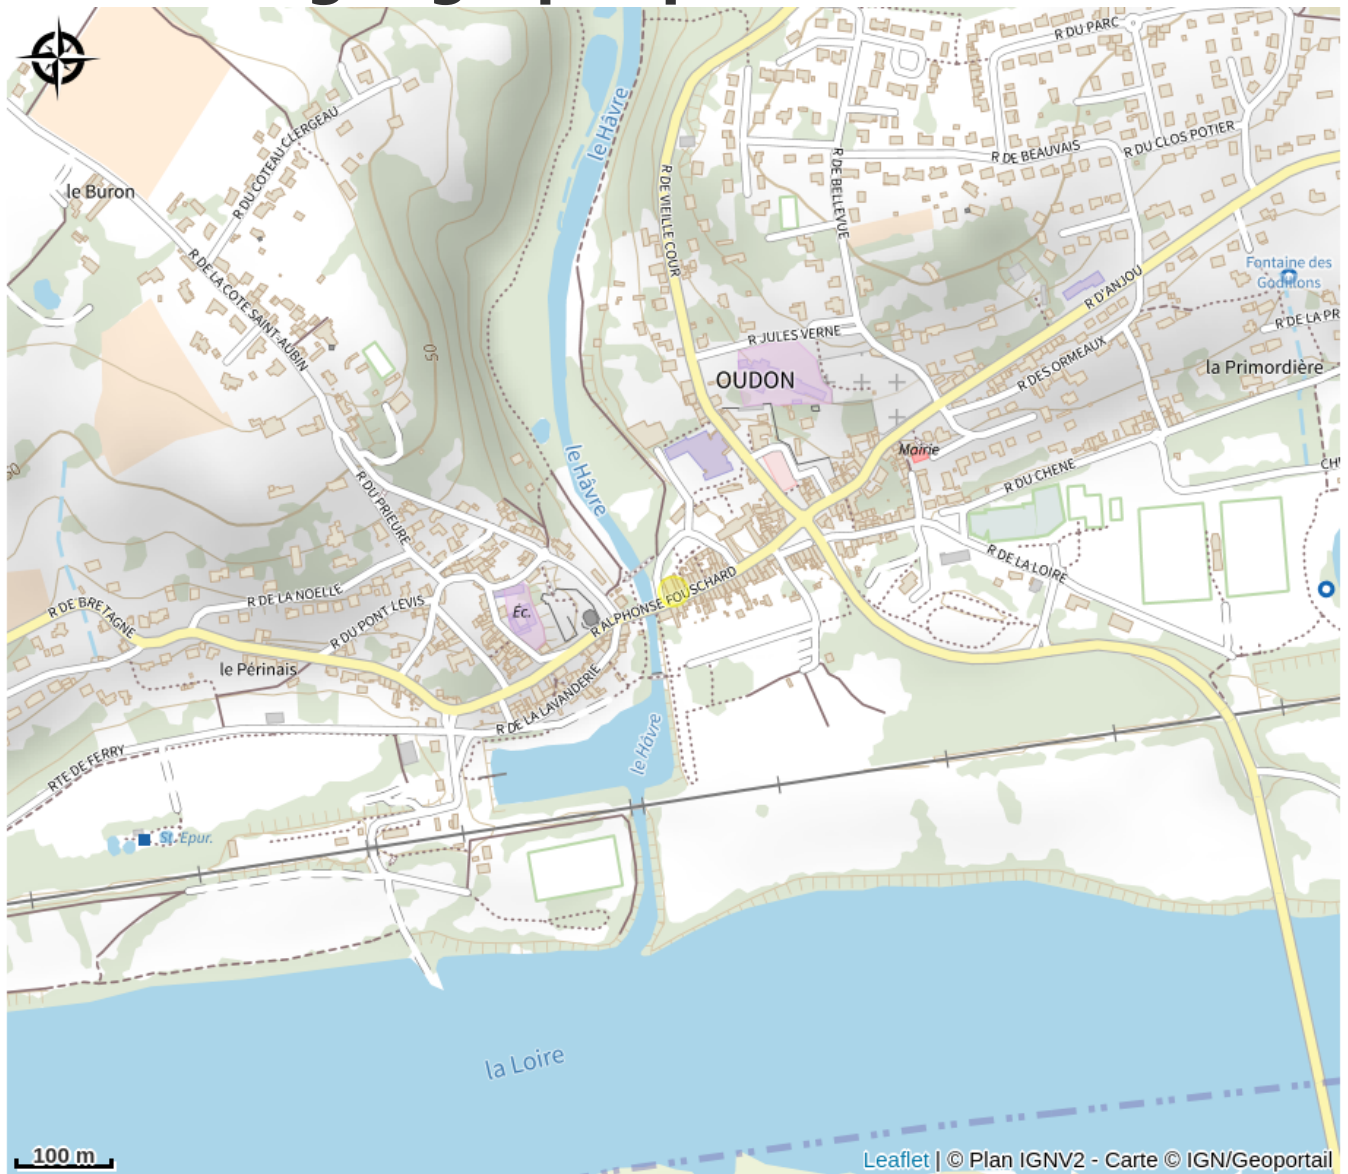 R DU PARC
le Hâvre
R DU COTEAU CLERGEAU
R DU CLOS POTIER
R DE BEAUVAIS
R DE BELLEVUE
le Buron
R DE VIEILLE COUR
Fontaine des
Godillons
R DE LA COTE SAINT-AUBIN
R D'ANJOU
R DE LA PR
R JULES VERNE
50
R DES ORMEAUX
la Primordière
OUDON
Mairie
le Hâvre
R DU CHENE
CH
R DU PRIEURE
R DE LA LOIRE
R DE LA NOELLE
R ALPHONSE FOUSCHARD
R DE BRETAGNE
R DU PONT LEVIS
Éc.
le Périnais
R DE LA LAVANDERIE
le Hâvre
RTE DE FERRY
St. Epur.
la Loire
100 m
Leaflet | © Plan IGNV2 - Carte © IGN/Geoportail